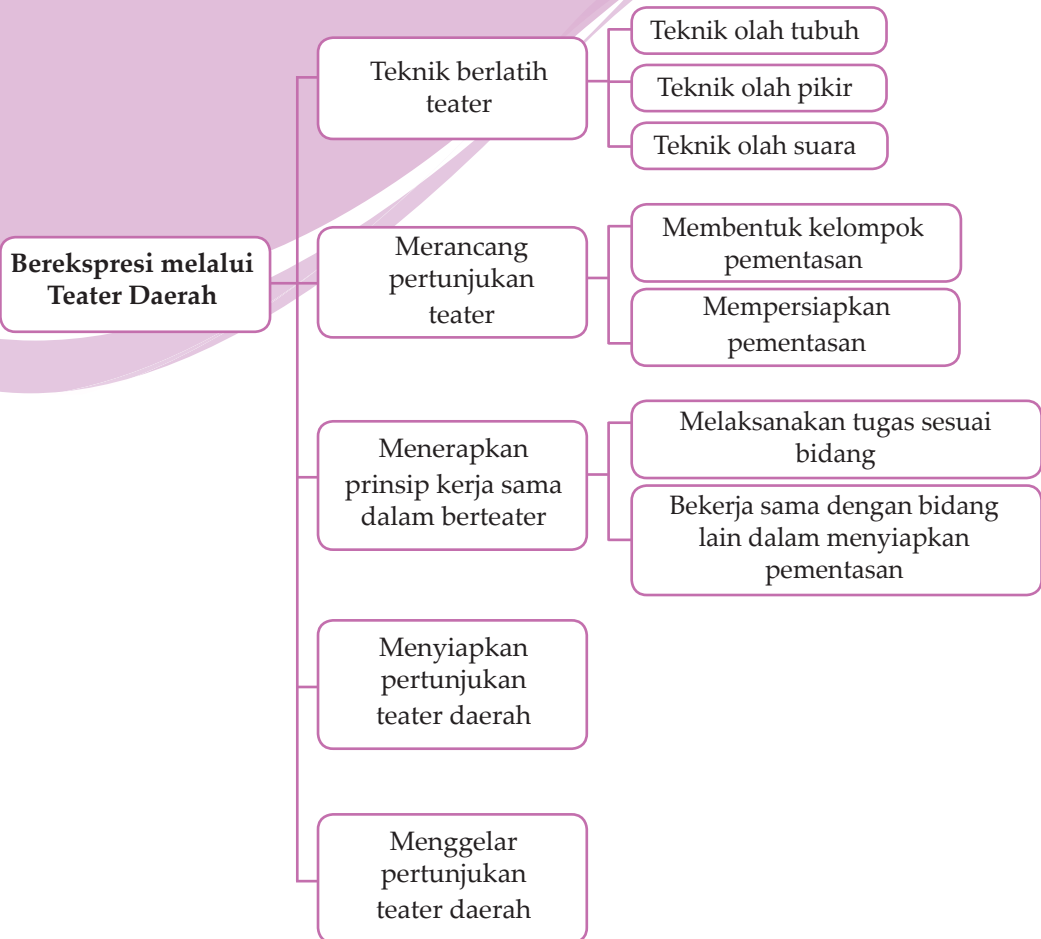 Berekspresi melalui
Teater Daerah
Teknik berlatih
teater
Teknik olah tubuh
Teknik olah pikir
Teknik olah suara
Merancang
pertunjukan
teater
Membentuk kelompok
pementasan
Mempersiapkan
pementasan
Menerapkan
prinsip kerja sama
dalam berteater
Melaksanakan tugas sesuai
bidang
Bekerja sama dengan bidang
lain dalam menyiapkan
pementasan
Menyiapkan
pertunjukan
teater daerah
Menggelar
pertunjukan
teater daerah